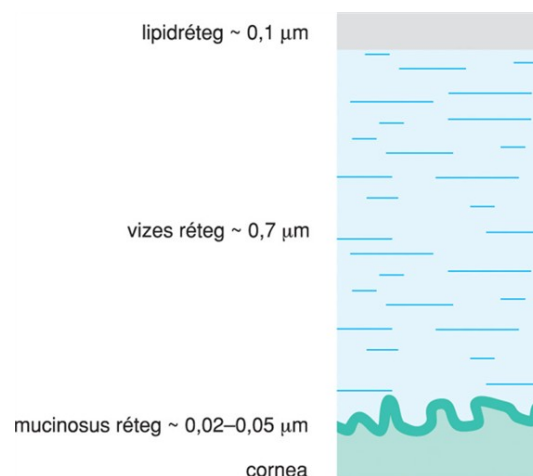 lipidréteg ~ 0,1 μm
vizes réteg ~ 0,7 μm
mucinosus réteg ~ 0,02–0,05 μm
cornea